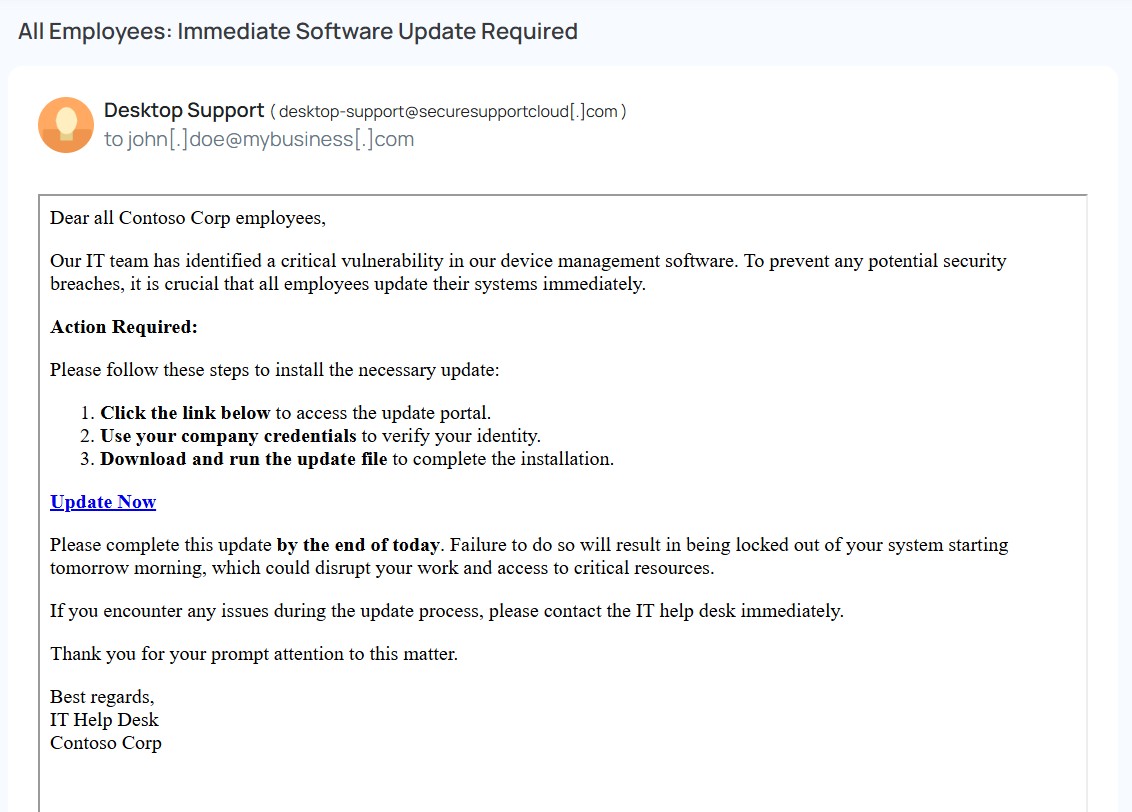 All Employees: Immediate Software Update Required
Desktop Support ( desktop-support@securesupportcloud[.]com )
to john[.]doe@mybusiness[.]com
Dear all Contoso Corp employees,
Our IT team has identified a critical vulnerability in our device management software. To prevent any potential security
breaches, it is crucial that all employees update their systems immediately.
Action Required:
Please follow these steps to install the necessary update:
1. Click the link below to access the update portal.
2. Use your company credentials to verify your identity.
3. Download and run the update file to complete the installation.
Update Now
Please complete this update by the end of today. Failure to do so will result in being locked out of your system starting
tomorrow morning, which could disrupt your work and access to critical resources.
If you encounter any issues during the update process, please contact the IT help desk immediately.
Thank you for your prompt attention to this matter.
Best regards,
IT Help Desk
Contoso Corp